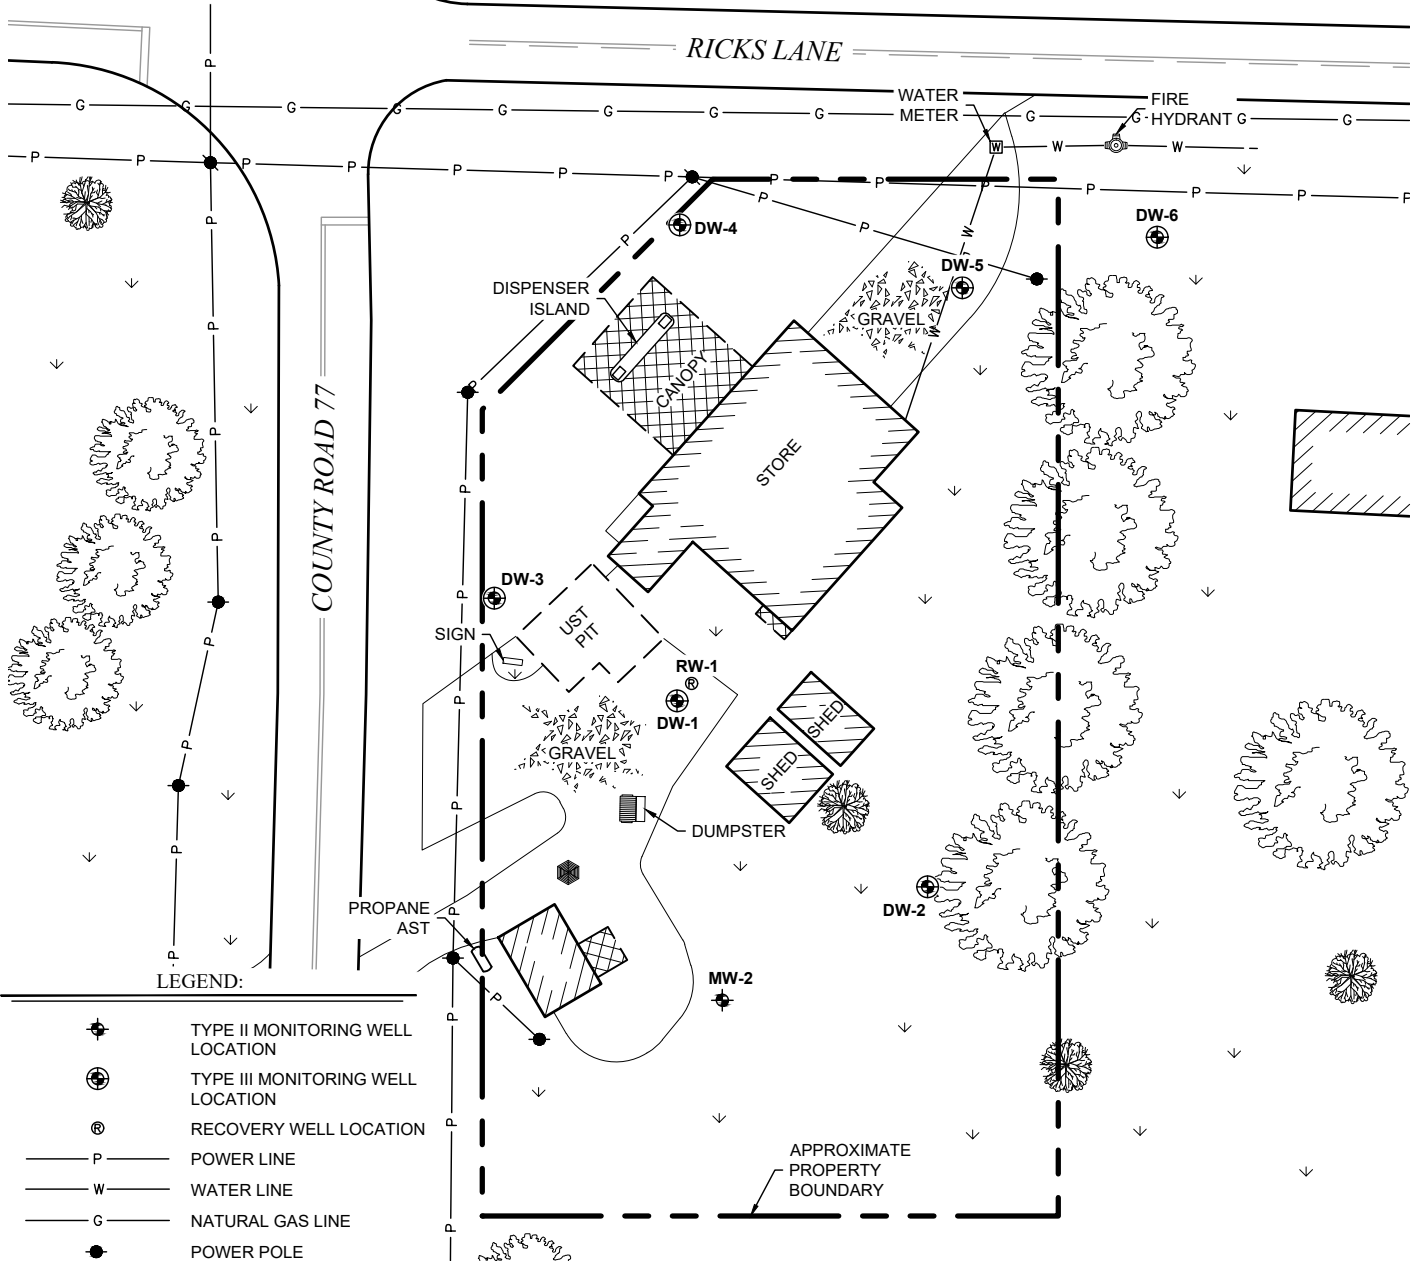 RICKS LANE
WATER
METER
FIRE
HYDRANT
G G G G G G G G G G G G G
W
W W
P P P P P P P P P P P P P
DW-6
DW-4
DW-5
DISPENSER
ISLAND
GRAVEL
CANOPY
COUNTY ROAD 77
STORE
DW-3
UST
PIT
SIGN
RW-1
R
DW-1
GRAVEL
SHED
SHED
DUMPSTER
DW-2
PROPANE
AST
MW-2
LEGEND:
TYPE II MONITORING WELL
LOCATION
TYPE III MONITORING WELL
LOCATION
R RECOVERY WELL LOCATION
P POWER LINE
W WATER LINE
G NATURAL GAS LINE
POWER POLE
APPROXIMATE
PROPERTY
BOUNDARY